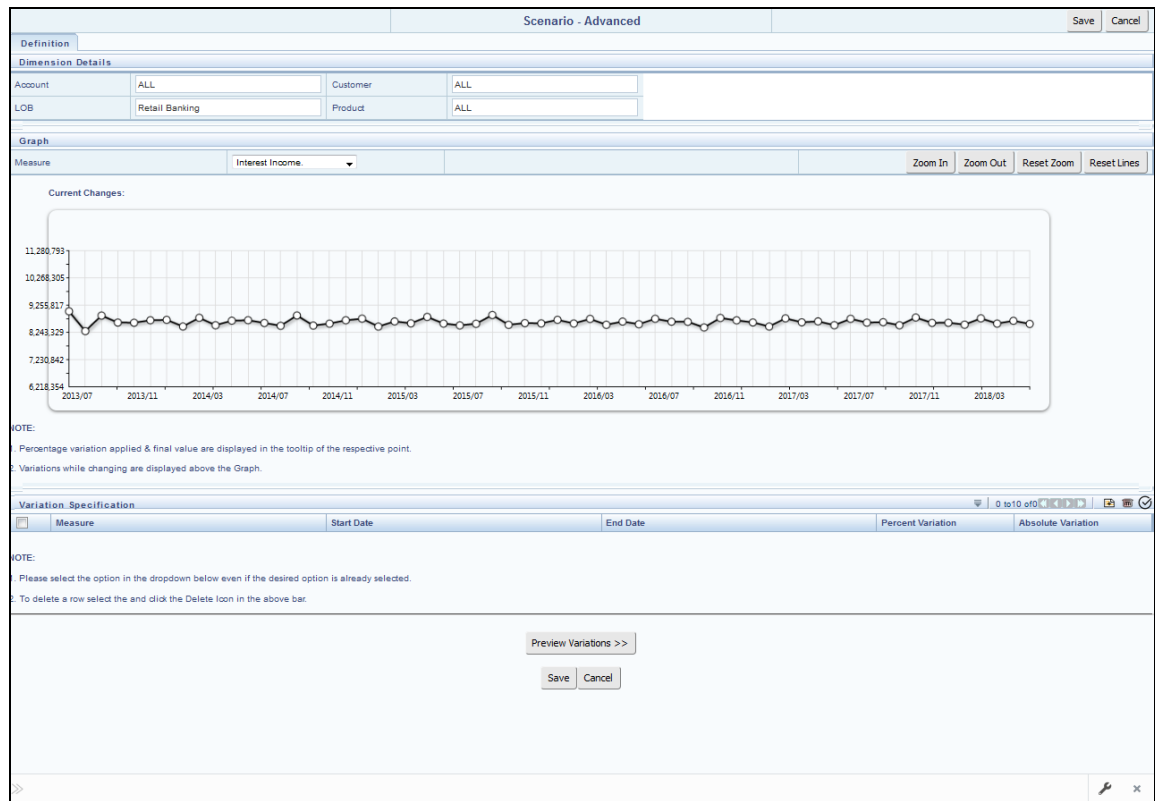 Scenario - Advanced Save Cancel
Definition
Dimension Details
Account ALL Customer ALL
LOB Retail Banking Product ALL
Graph
Measure Interest Income. Zoom In Zoom Out Reset Zoom Reset Lines
Current Changes:
11,280,793
10,268,305
9,255,817
8,243,329
7,230,842
6,218,354
2013/07 2013/11 2014/03 2014/07 2014/11 2015/03 2015/07 2015/11 2016/03 2016/07 2016/11 2017/03 2017/07 2017/11 2018/03
NOTE:
1. Percentage variation applied & final value are displayed in the tooltip of the respective point.
2. Variations while changing are displayed above the Graph.
Variation Specification 0 to10 of0
Measure Start Date End Date Percent Variation Absolute Variation
NOTE:
1. Please select the option in the dropdown below even if the desired option is already selected.
2. To delete a row select the and click the Delete Icon in the above bar.
Preview Variations >>
Save Cancel